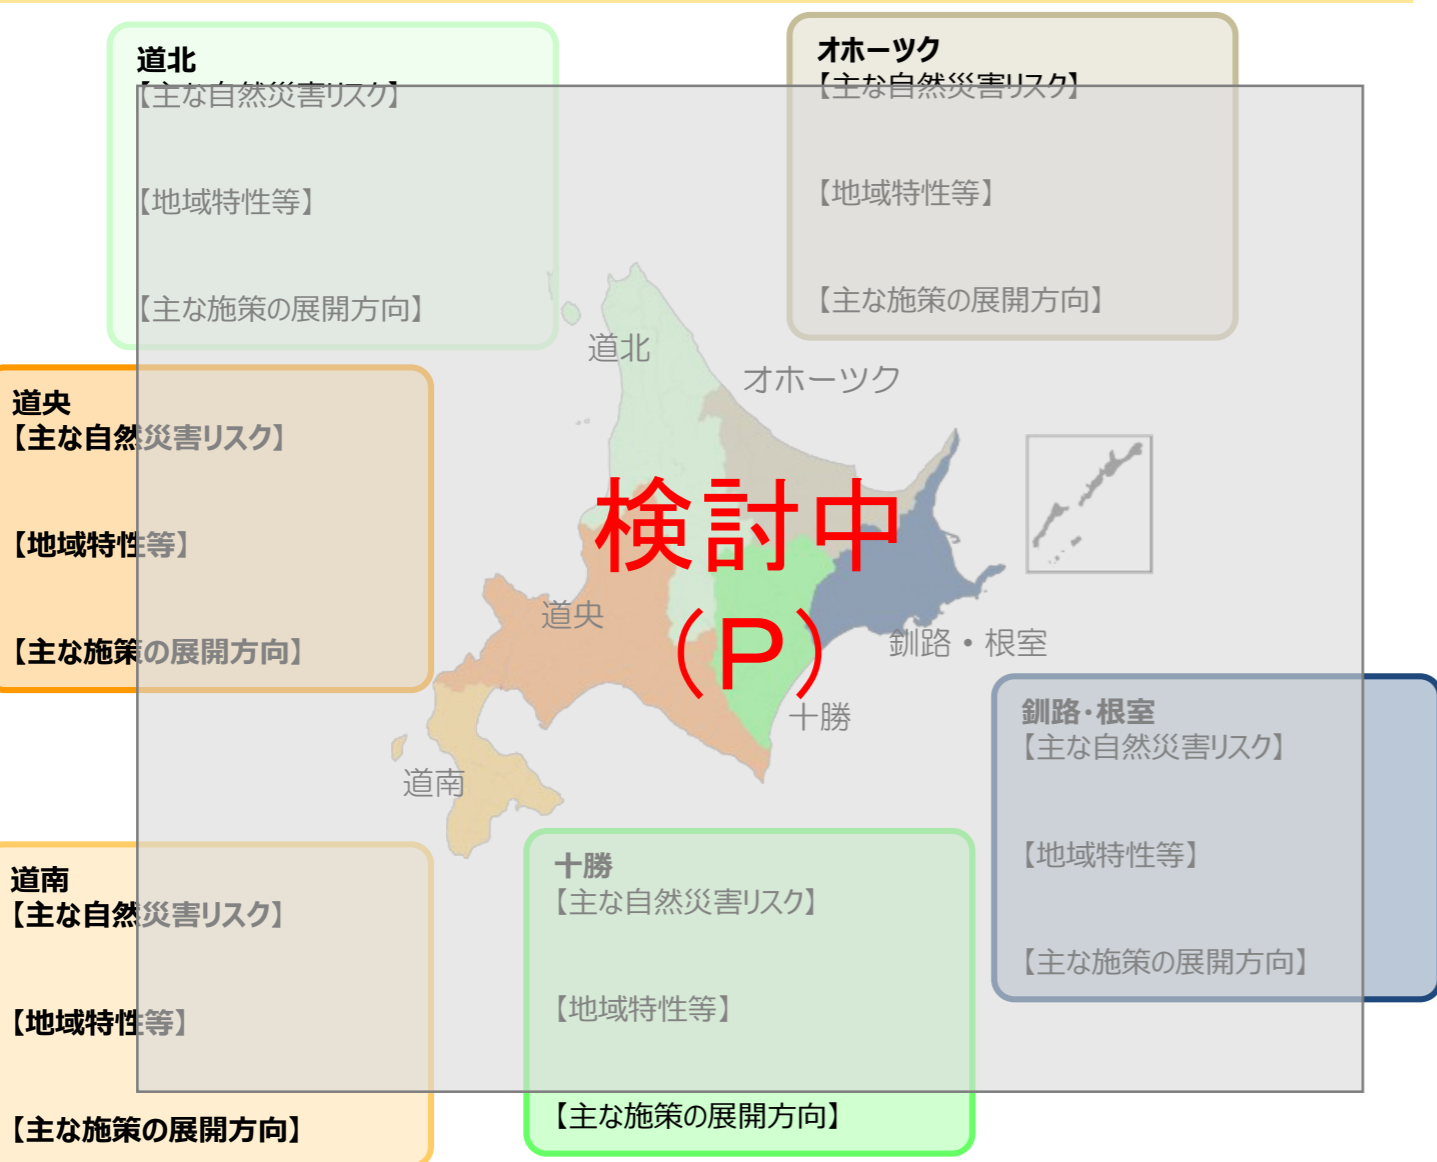 道北
【主な自然災害リスク】
【地域特性等】
【主な施策の展開方向】
オホーツク
【主な自然災害リスク】
【地域特性等】
【主な施策の展開方向】
道北
オホーツク
道央
【主な自然災害リスク】
【地域特性等】
【主な施策の展開方向】
検討中
（P）
道央
釧路・根室
十勝
道南
釧路・根室
【主な自然災害リスク】
【地域特性等】
【主な施策の展開方向】
道南
【主な自然災害リスク】
【地域特性等】
【主な施策の展開方向】
十勝
【主な自然災害リスク】
【地域特性等】
【主な施策の展開方向】